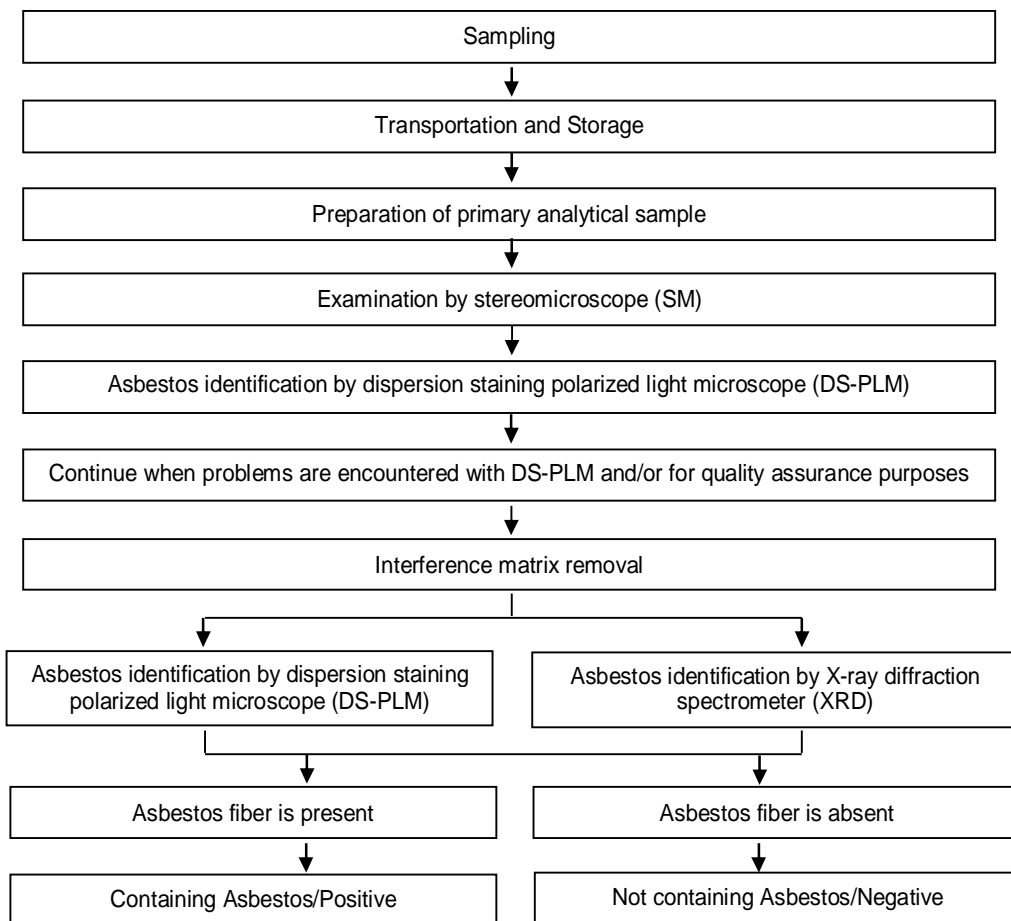 Sampling
Transportation and Storage
Preparation of primary analytical sample
Examination by stereomicroscope (SM)
Asbestos identification by dispersion staining polarized light microscope (DS-PLM)
Continue when problems are encountered with DS-PLM and/or for quality assurance purposes
Interference matrix removal
Asbestos identification by dispersion staining
polarized light microscope (DS-PLM)
Asbestos identification by X-ray diffraction
spectrometer (XRD)
Asbestos fiber is present
Asbestos fiber is absent
Containing Asbestos/Positive
Not containing Asbestos/Negative